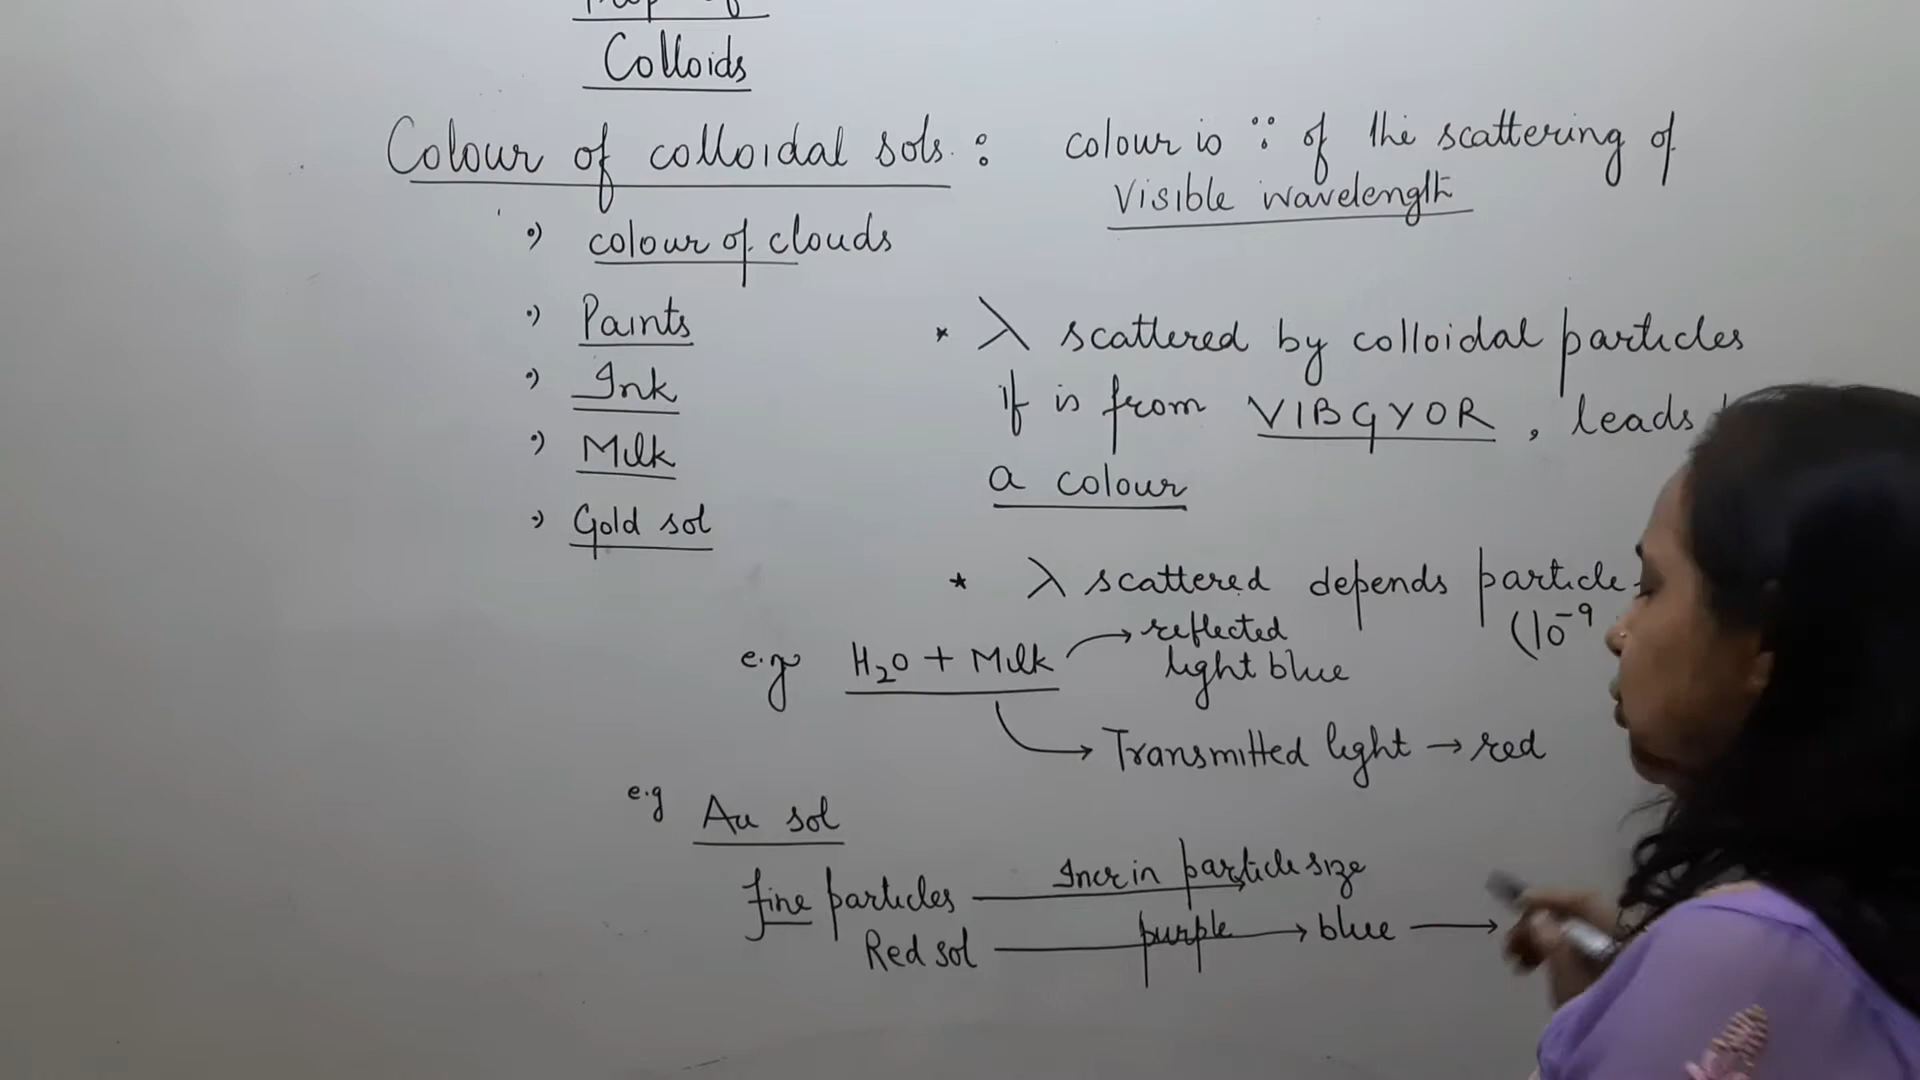 Prop of
Colloids
Colour of colloidal sols :
colour is ∵ of the scattering of
visible wavelength
•) colour of clouds
•) Paints
•) Ink
•) Milk
•) Gold sol
* λ scattered by colloidal particles
if is from VIBGYOR, leads
a colour
* λ scattered depends particle
(10⁻⁹
e.g H₂O + Milk → reflected
light blue
→ Transmitted light → red
e.g Au sol
fine particles Incr in particle size →
Red sol purple → blue →